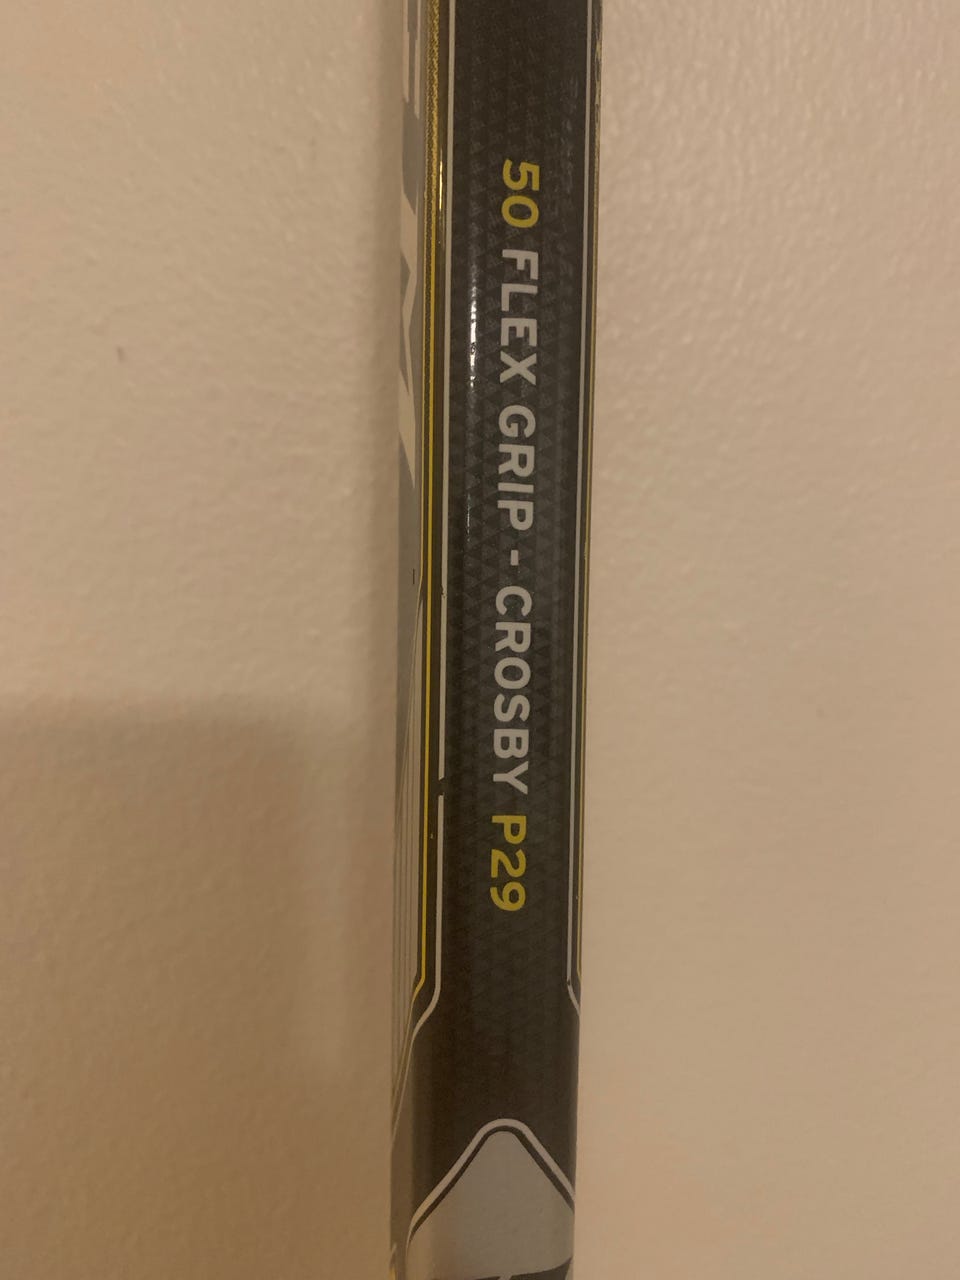 50 FLEX GRIP - CROSBY P29